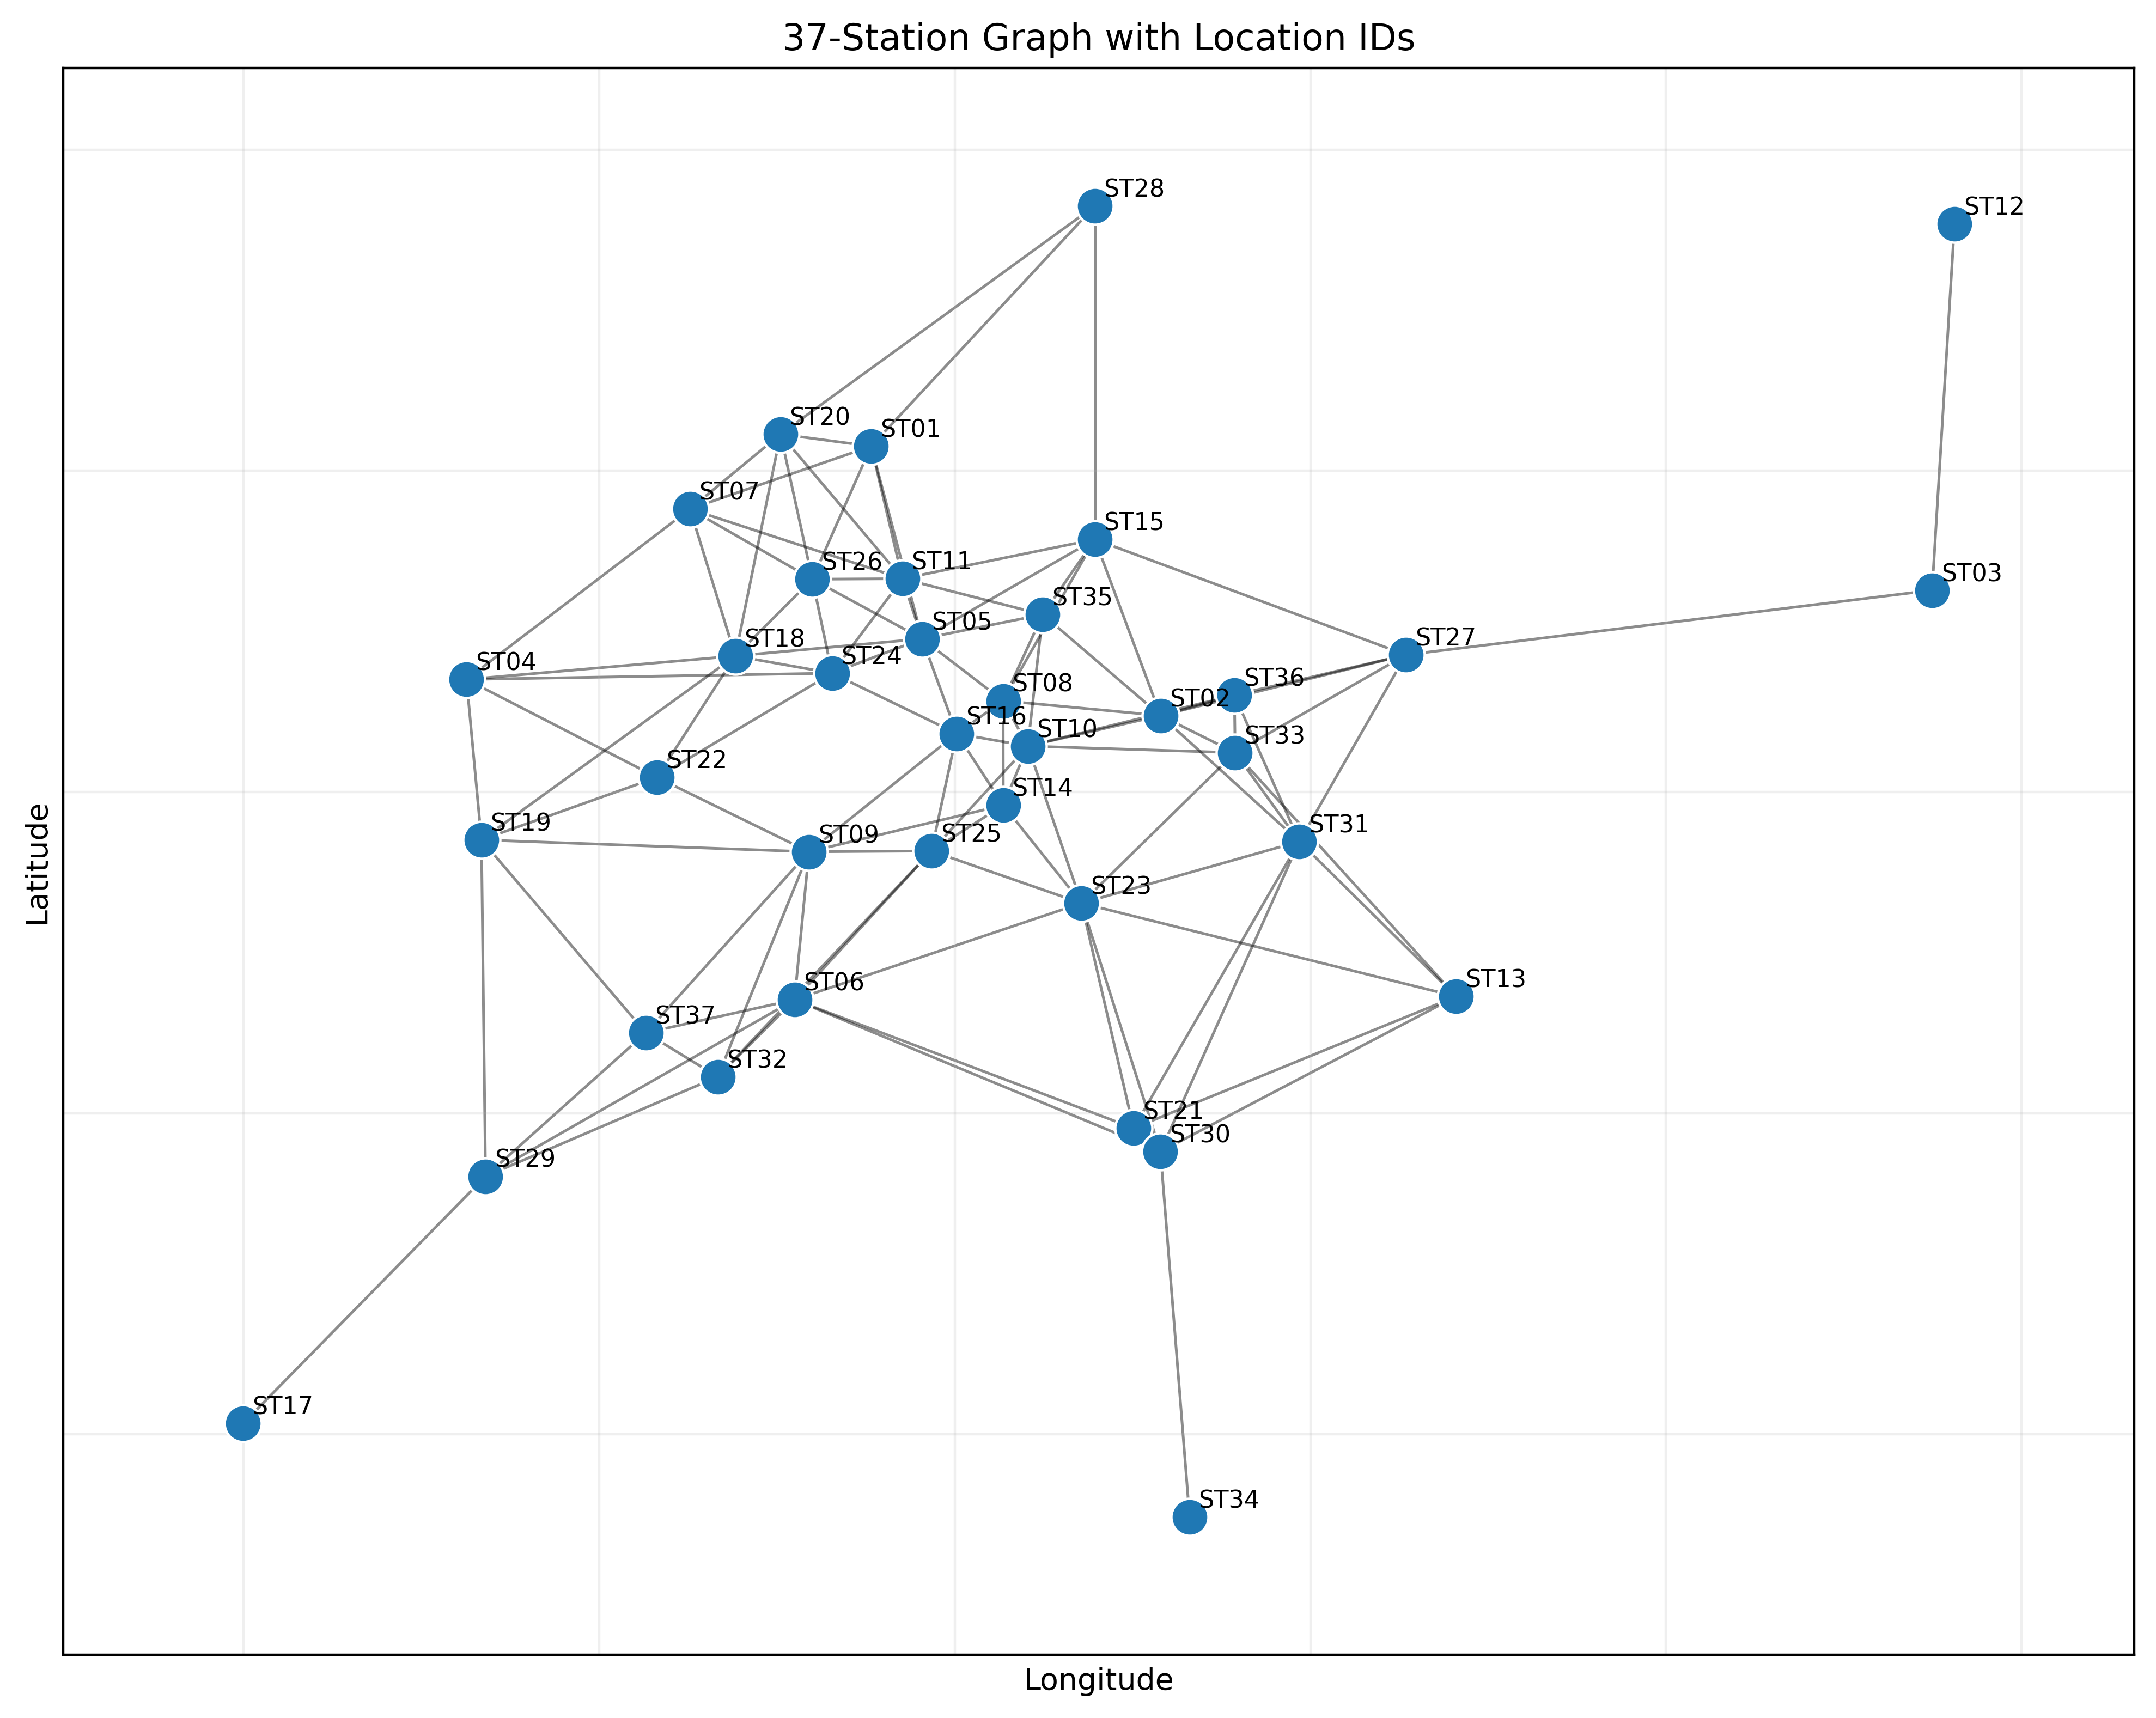 37-Station Graph with Location IDs
ST28
ST12
ST20
ST01
ST07
ST15
ST26
ST11
ST03
ST35
ST05
ST27
ST18
ST24
ST04
ST08
ST36
ST02
ST16
ST10
ST33
ST22
ST14
ST19
ST31
ST09
ST25
ST23
ST06
ST13
ST37
ST32
ST21
ST30
ST29
ST17
ST34
Latitude
Longitude